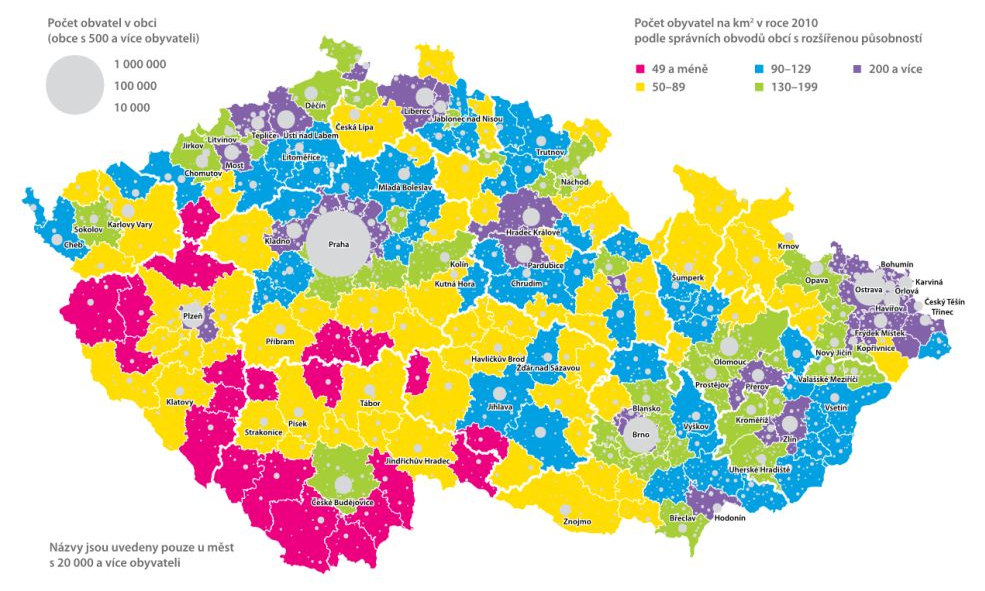 Počet obvatel v obci
(obce s 500 a více obyvateli)
1 000 000
100 000
10 000
Počet obyvatel na km² v roce 2010
podle správních obvodů obcí s rozšířenou působností
49 a méně
90–129
200 a více
50–89
130–199
Děčín
Liberec
Jablonec nad Nisou
Teplice
Ústí nad Labem
Česká Lípa
Litvínov
Jirkov
Most
Litoměřice
Trutnov
Chomutov
Mladá Boleslav
Náchod
Karlovy Vary
Sokolov
Cheb
Kladno
Praha
Hradec Králové
Krnov
Kolín
Pardubice
Bohumín
Kutná Hora
Chrudim
Šumperk
Opava
Karviná
Ostrava
Orlová
Český Těšín
Havířov
Třinec
Plzeň
Frýdek Místek
Příbram
Kopřivnice
Nový Jičín
Havlíčkův Brod
Žďár nad Sázavou
Olomouc
Valašské Meziříčí
Prostějov
Přerov
Klatovy
Tábor
Jihlava
Blansko
Vsetín
Písek
Strakonice
Vyškov
Kroměříž
Brno
Zlín
Jindřichův Hradec
Uherské Hradiště
České Budějovice
Znojmo
Břeclav
Hodonín
Názvy jsou uvedeny pouze u měst
s 20 000 a více obyvateli